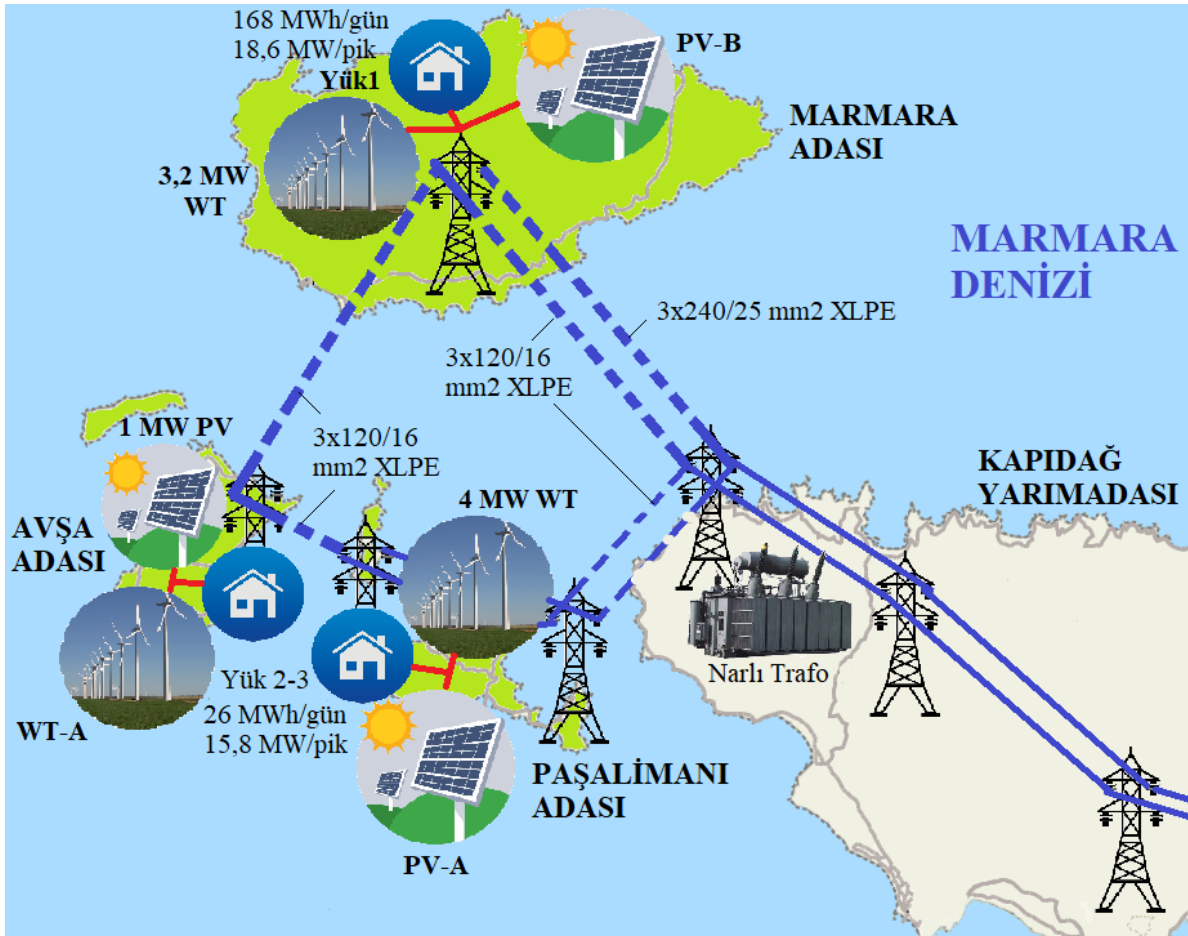 168 MWh/gün
18,6 MW/pik
Yük1
PV-B
MARMARA
ADASI
3,2 MW
WT
MARMARA
DENİZİ
3x240/25 mm2 XLPE
3x120/16
mm2 XLPE
1 MW PV
3x120/16
mm2 XLPE
4 MW WT
KAPIDAĞ
YARIMADASI
AVŞA
ADASI
Narlı Trafo
Yük 2-3
26 MWh/gün
15,8 MW/pik
WT-A
PAŞALİMANI
ADASI
PV-A